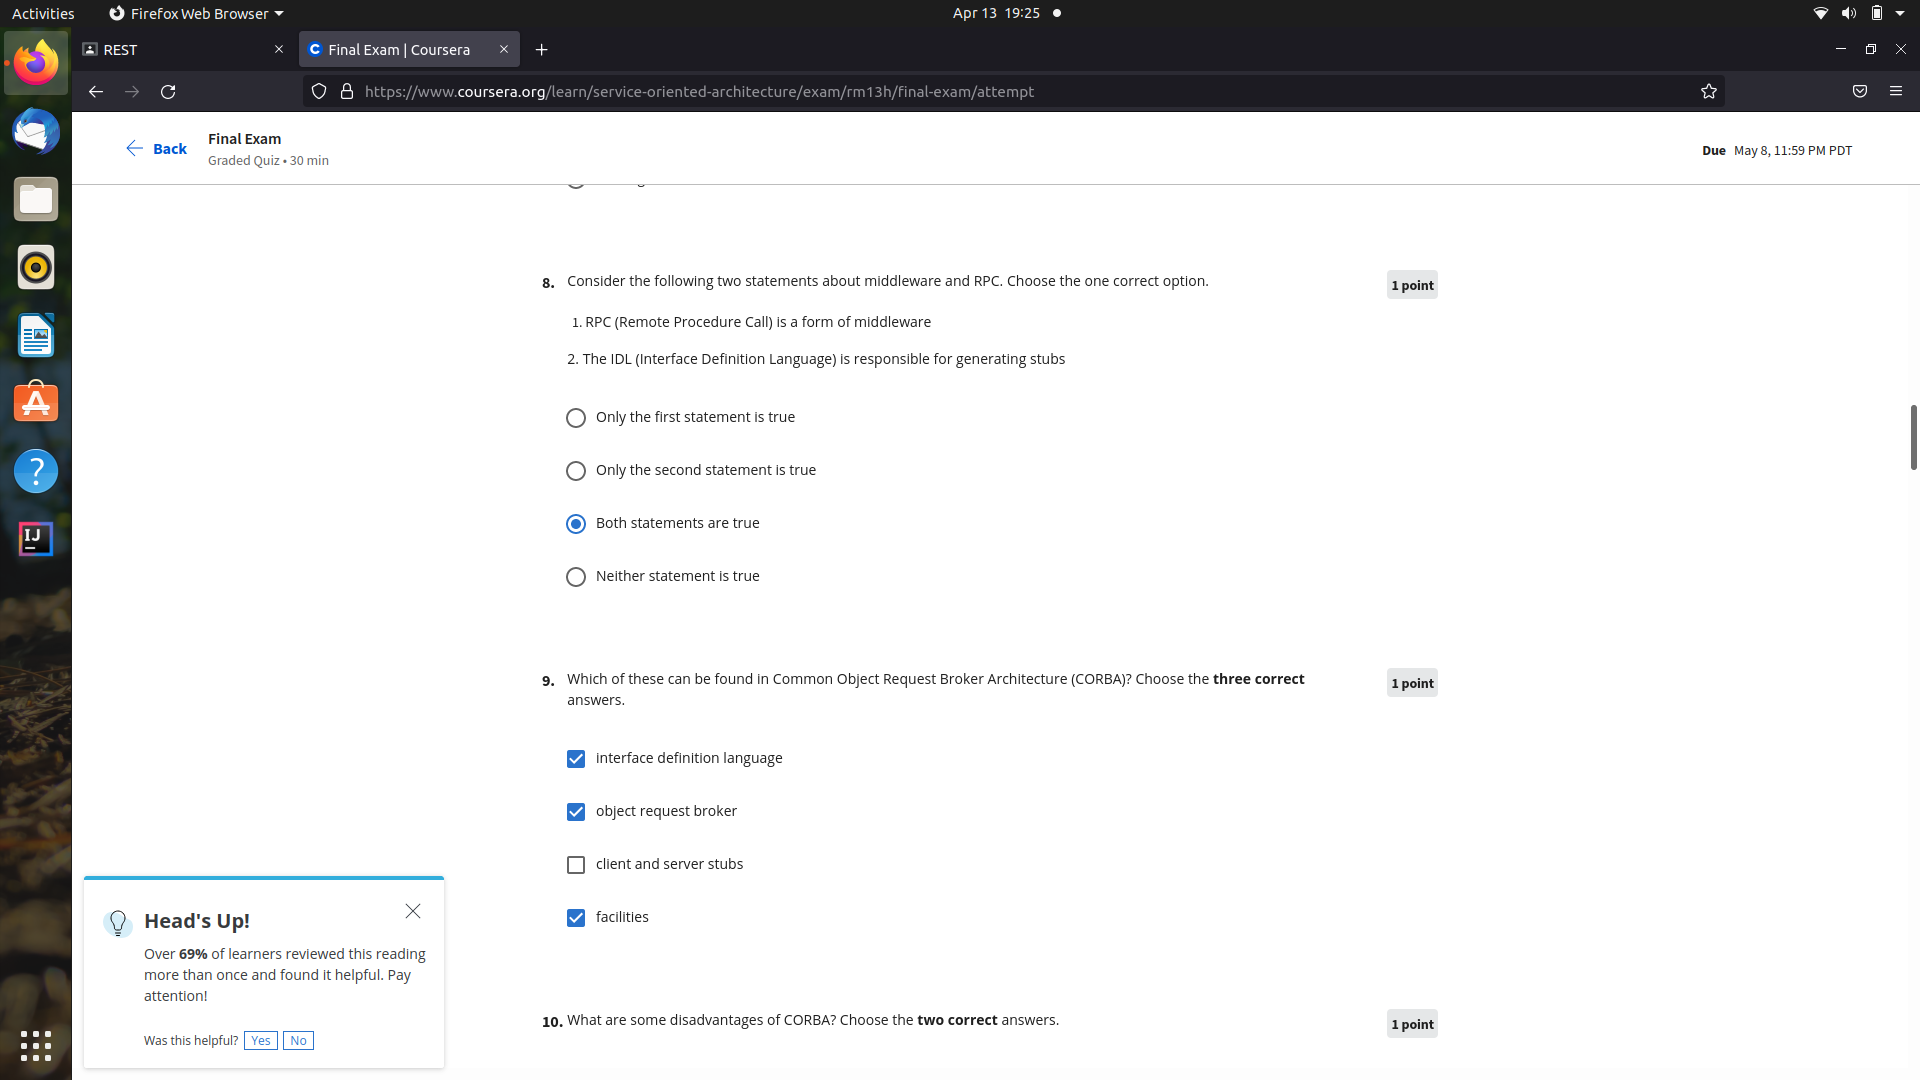 Activities
Firefox Web Browser
Apr 13 19:25
REST
Final Exam | Coursera
https://www.coursera.org/learn/service-oriented-architecture/exam/rm13h/final-exam/attempt
Back
Final Exam
Graded Quiz • 30 min
Due May 8, 11:59 PM PDT
8. Consider the following two statements about middleware and RPC. Choose the one correct option.
1 point
1. RPC (Remote Procedure Call) is a form of middleware
2. The IDL (Interface Definition Language) is responsible for generating stubs
Only the first statement is true
Only the second statement is true
Both statements are true
Neither statement is true
9. Which of these can be found in Common Object Request Broker Architecture (CORBA)? Choose the three correct
answers.
1 point
interface definition language
object request broker
client and server stubs
facilities
10. What are some disadvantages of CORBA? Choose the two correct answers.
1 point
Head's Up!
Over 69% of learners reviewed this reading
more than once and found it helpful. Pay
attention!
Was this helpful? Yes No
IJ